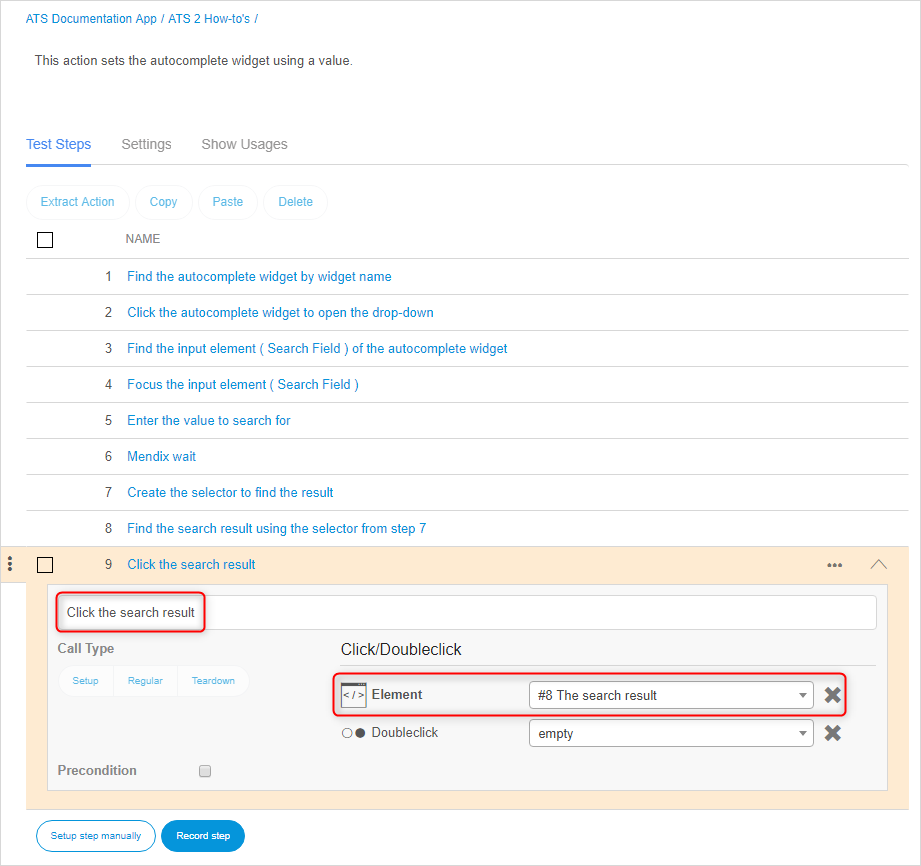 ATS Documentation App / ATS 2 How-to's /
This action sets the autocomplete widget using a value.
Test Steps Settings Show Usages
Extract Action Copy Paste Delete
NAME
1 Find the autocomplete widget by widget name
2 Click the autocomplete widget to open the drop-down
3 Find the input element ( Search Field ) of the autocomplete widget
4 Focus the input element ( Search Field )
5 Enter the value to search for
6 Mendix wait
7 Create the selector to find the result
8 Find the search result using the selector from step 7
9 Click the search result
Click the search result
Call Type Click/Doubleclick
Setup Regular Teardown
</> Element #8 The search result
Doubleclick empty
Precondition
Setup step manually Record step